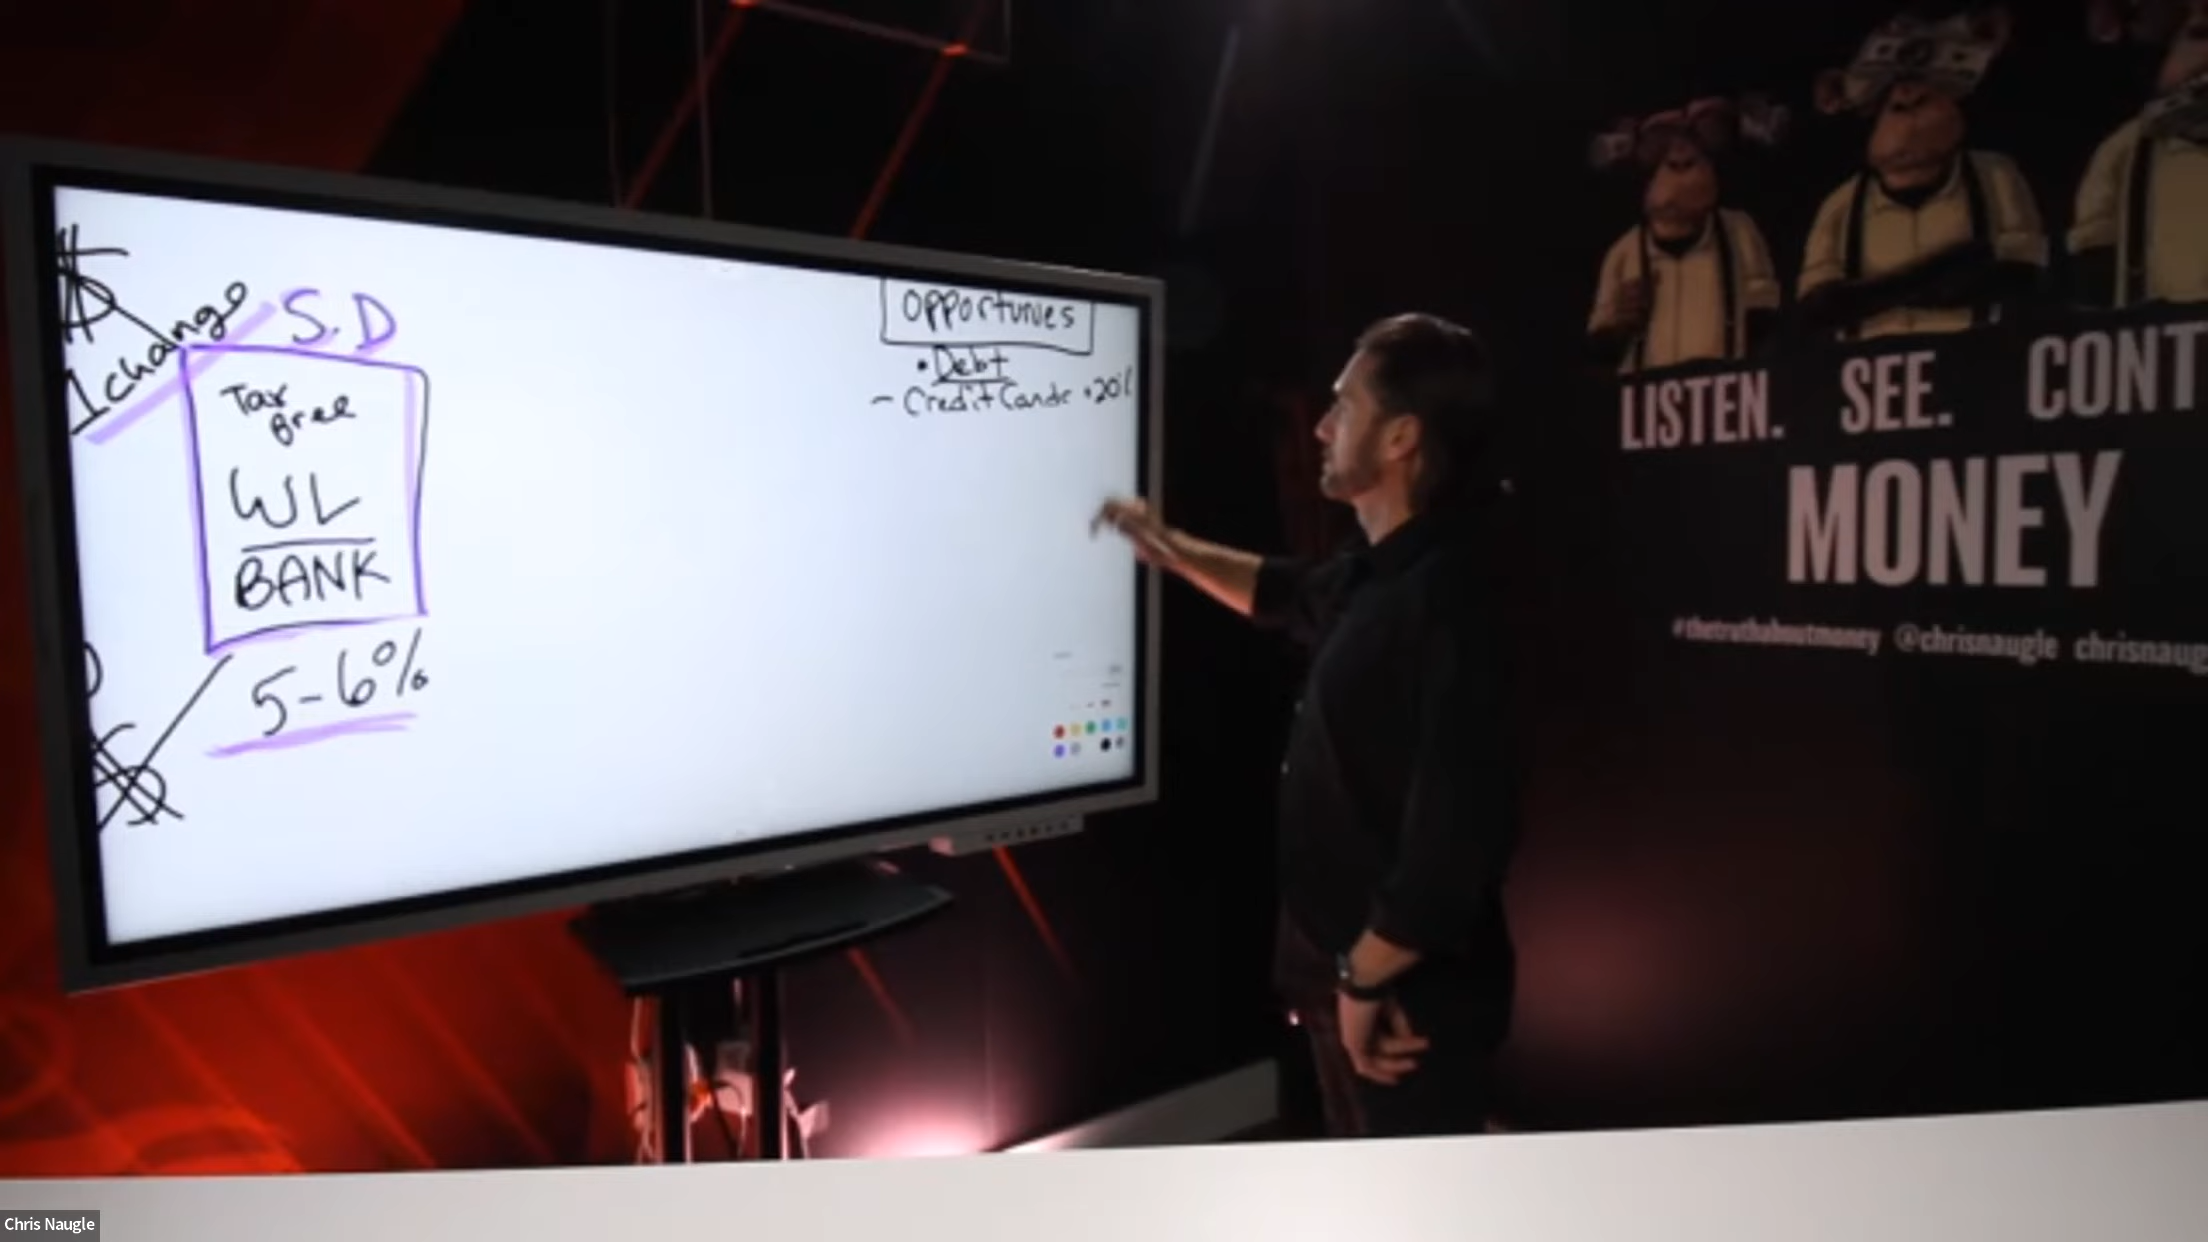 $
1 change
S.D
Tax
Free
WL
BANK
5-6%
$
Opportunies
• Debt
- Credit Cards
LISTEN. SEE. CONT
MONEY
#thetruthaboutmoney @chrisnaugle chrisnaug
Chris Naugle